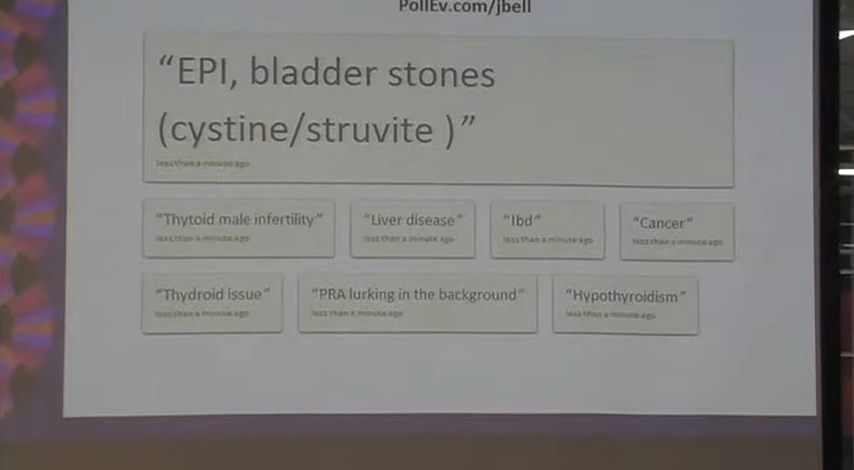 PollEv.com/jbell
“EPI, bladder stones
(cystine/struvite )”
less than a minute ago
“Thytoid male infertility” “Liver disease” “Ibd” “Cancer”
less than a minute ago less than a minute ago less than a minute ago less than a minute ago
“Thydroid issue” “PRA lurking in the background” “Hypothyroidism”
less than a minute ago less than a minute ago less than a minute ago